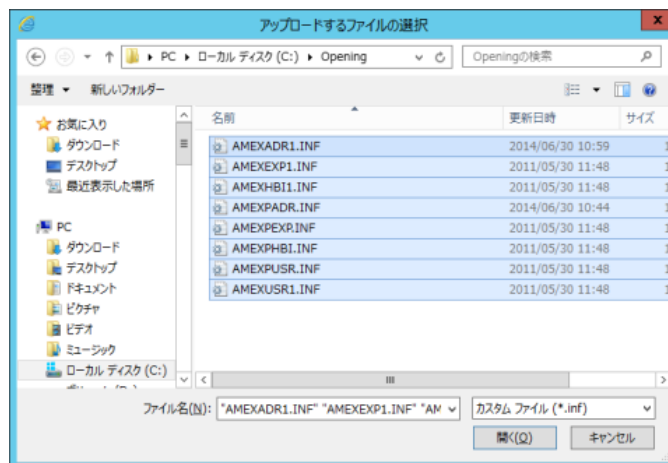 アップロードするファイルの選択
x
PC ローカル ディスク (C:) Opening
Openingの検索
整理 新しいフォルダー
名前 更新日時 サイズ
お気に入り
ダウンロード
デスクトップ
最近表示した場所
PC
ダウンロード
デスクトップ
ドキュメント
ピクチャ
ビデオ
ミュージック
ローカル ディスク (C:)
AMEXADR1.INF 2014/06/30 10:59 1
AMEXEXP1.INF 2011/05/30 11:48 1
AMEXHBI1.INF 2011/05/30 11:48 1
AMEXPADR.INF 2014/06/30 10:44 1
AMEXPEXP.INF 2011/05/30 11:48 1
AMEXPHBI.INF 2011/05/30 11:48 1
AMEXPUSR.INF 2011/05/30 11:48 1
AMEXUSR1.INF 2011/05/30 11:48 1
ファイル名(N): "AMEXADR1.INF" "AMEXEXP1.INF" "AM
カスタム ファイル (*.inf)
開く(O) キャンセル